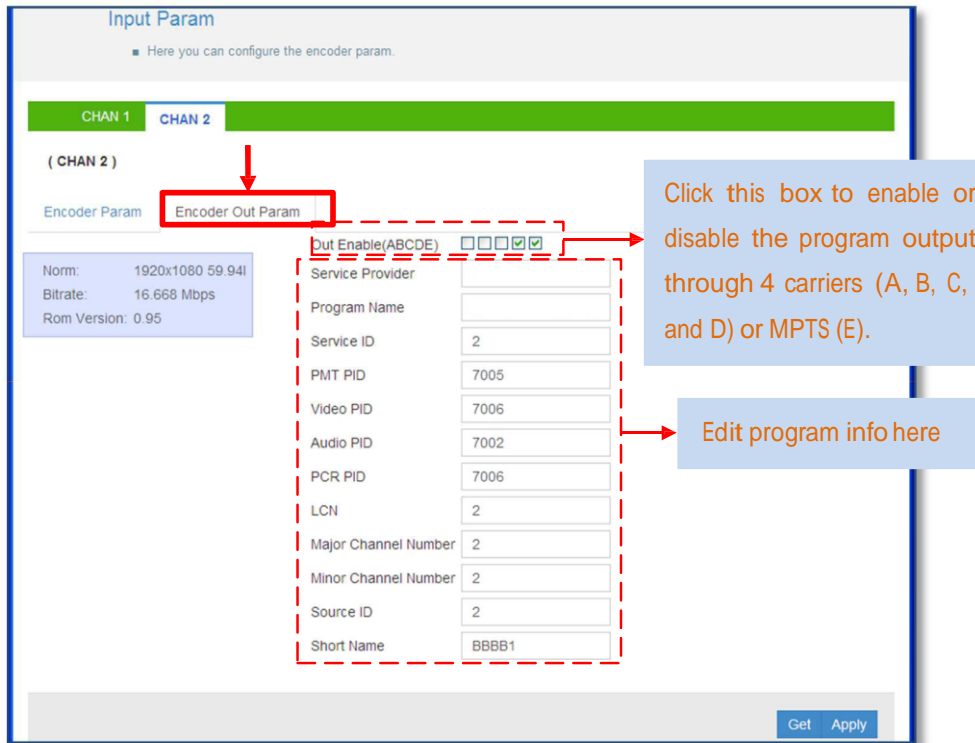 Input Param
Here you can configure the encoder param.
CHAN 1 CHAN 2
( CHAN 2 )
Encoder Param Encoder Out Param
Norm: 1920x1080 59.94I
Bitrate: 16.668 Mbps
Rom Version: 0.95
Out Enable(ABCDE)
Service Provider
Program Name
Service ID 2
PMT PID 7005
Video PID 7006
Audio PID 7002
PCR PID 7006
LCN 2
Major Channel Number 2
Minor Channel Number 2
Source ID 2
Short Name BBBB1
Click this box to enable or
disable the program output
through 4 carriers (A, B, C,
and D) or MPTS (E).
Edit program info here
Get Apply